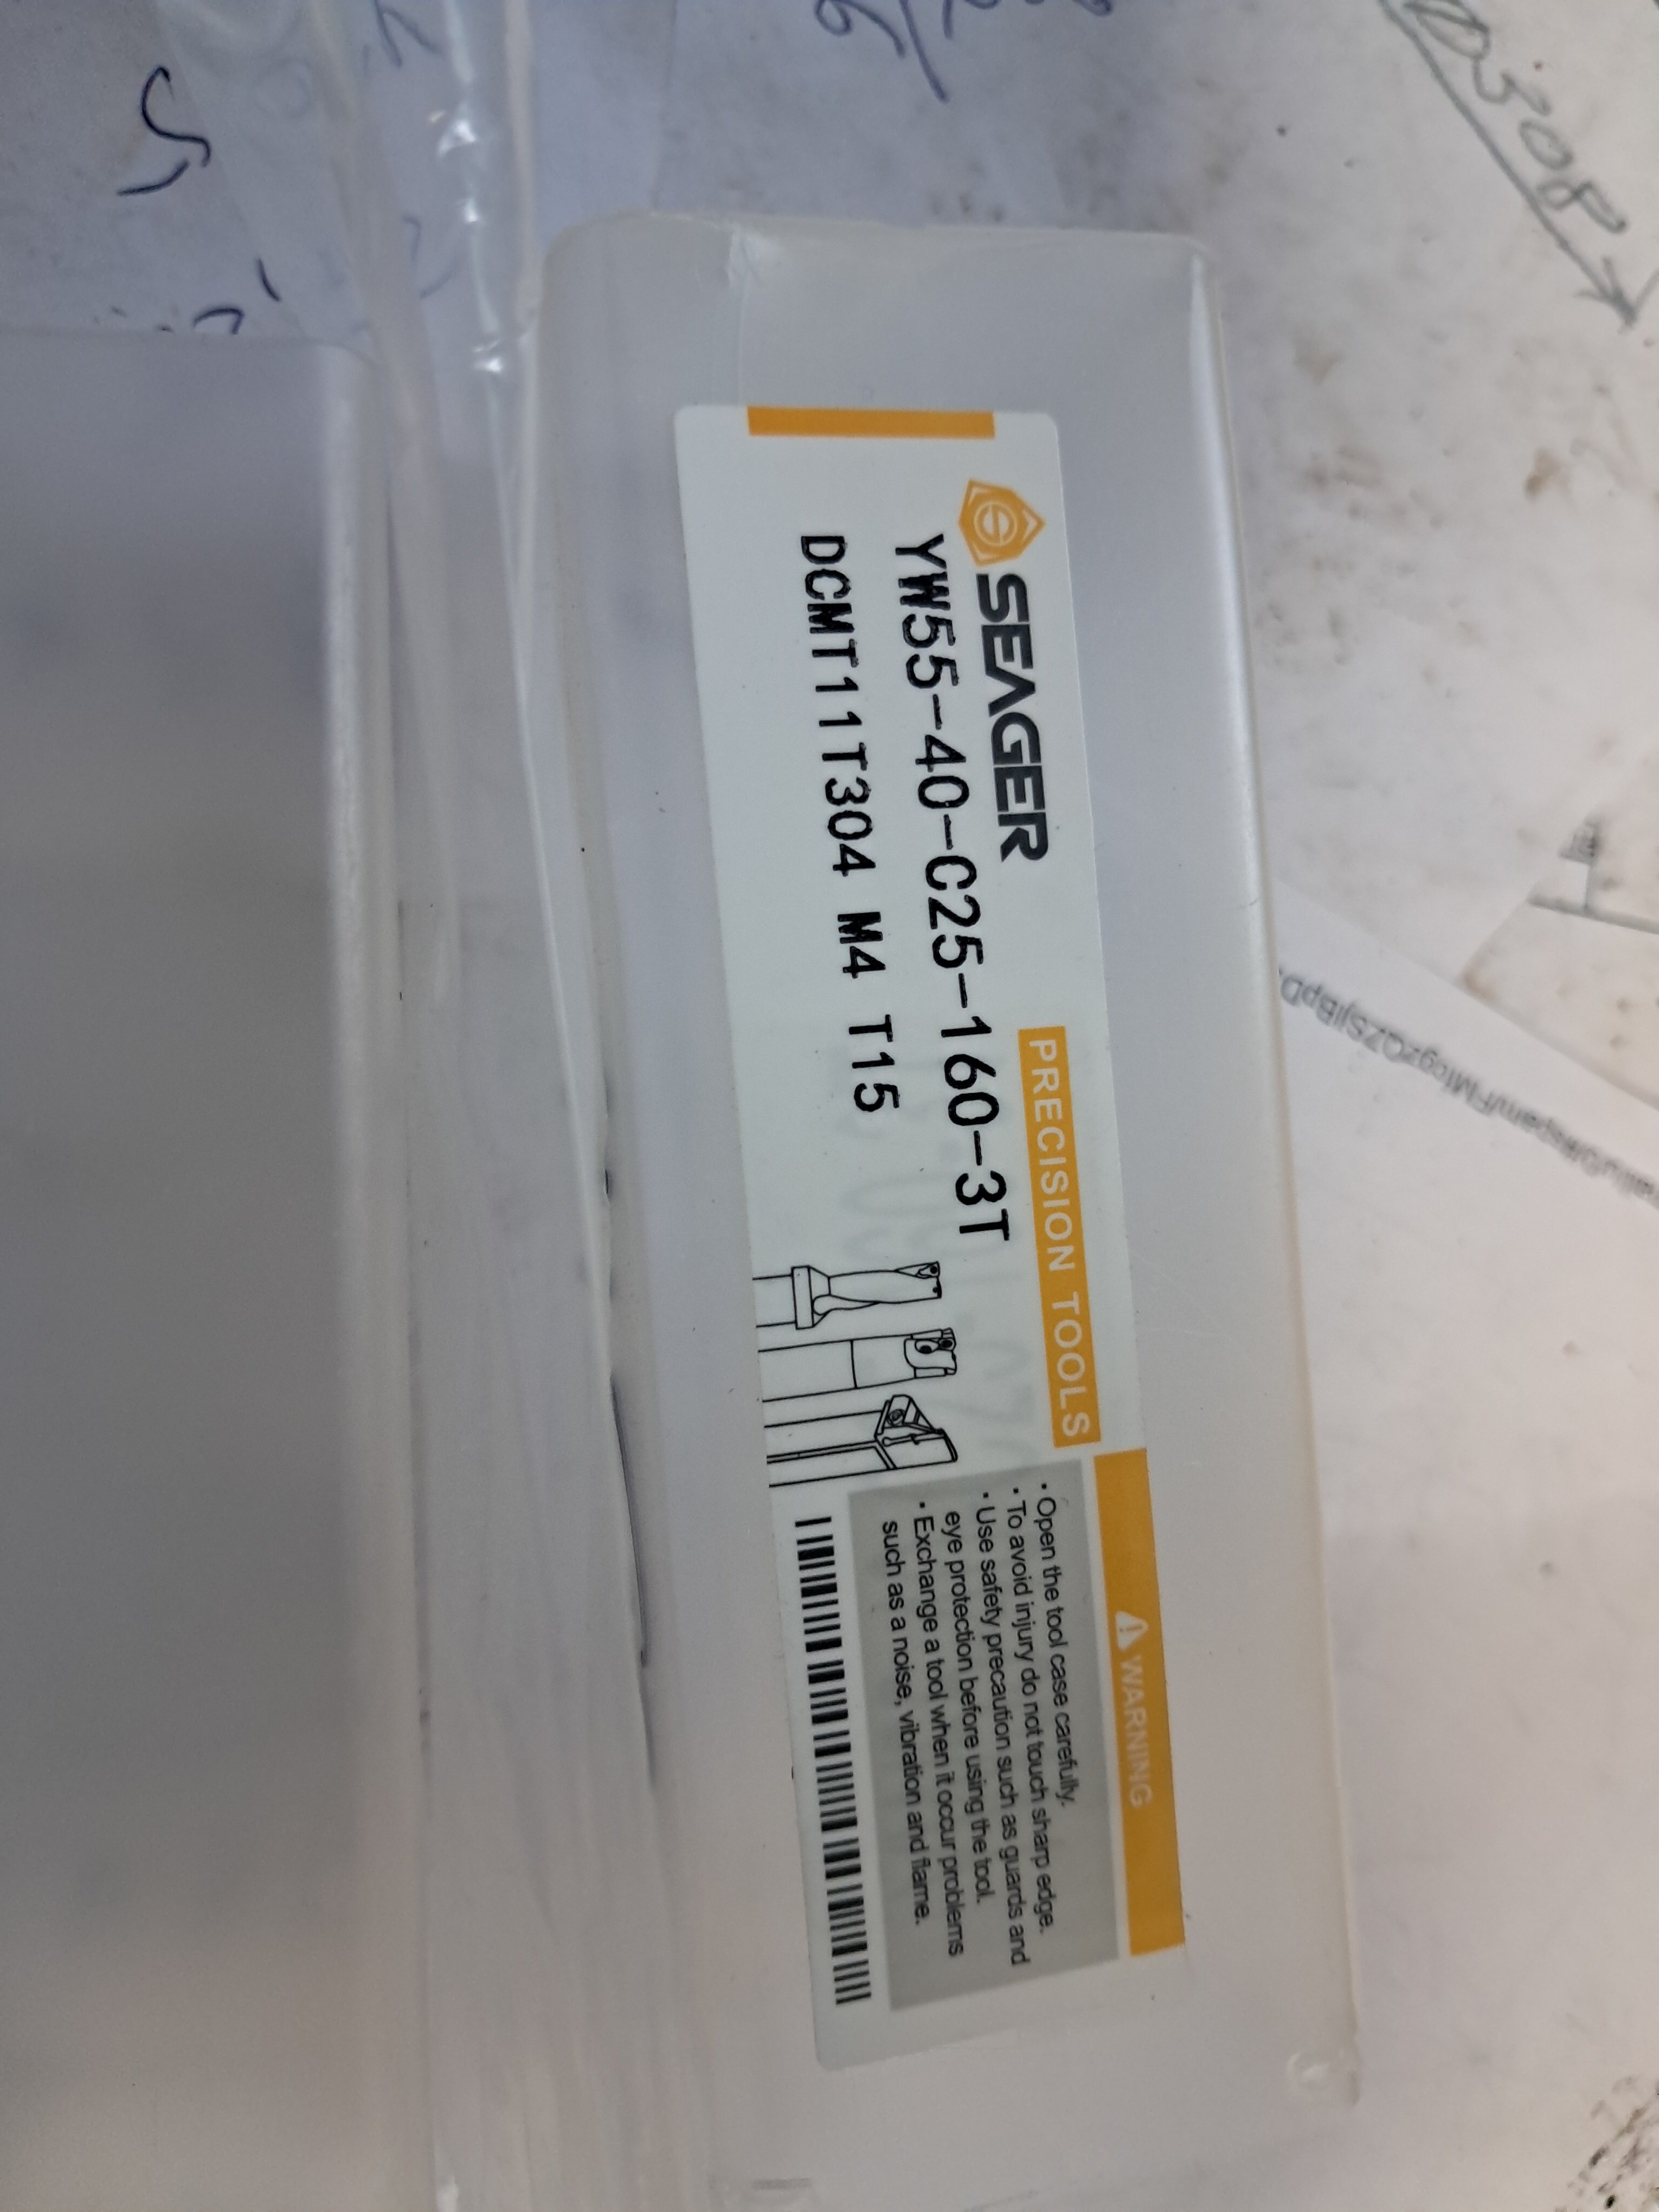 SEAGER
PRECISION TOOLS
YW55-40-C25-160-3T
DCMT11T304 M4 T15
WARNING
· Open the tool case carefully.
· To avoid injury do not touch sharp edge.
· Use safety precaution such as guards and
eye protection before using the tool.
· Exchange a tool when it occur problems
such as a noise, vibration and flame.